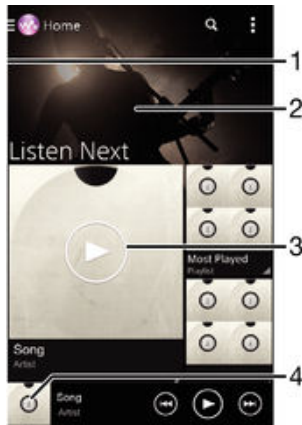 Home
1
2
Listen Next
3
Most Played
Playlist
Song
Artist
4
Song
Artist